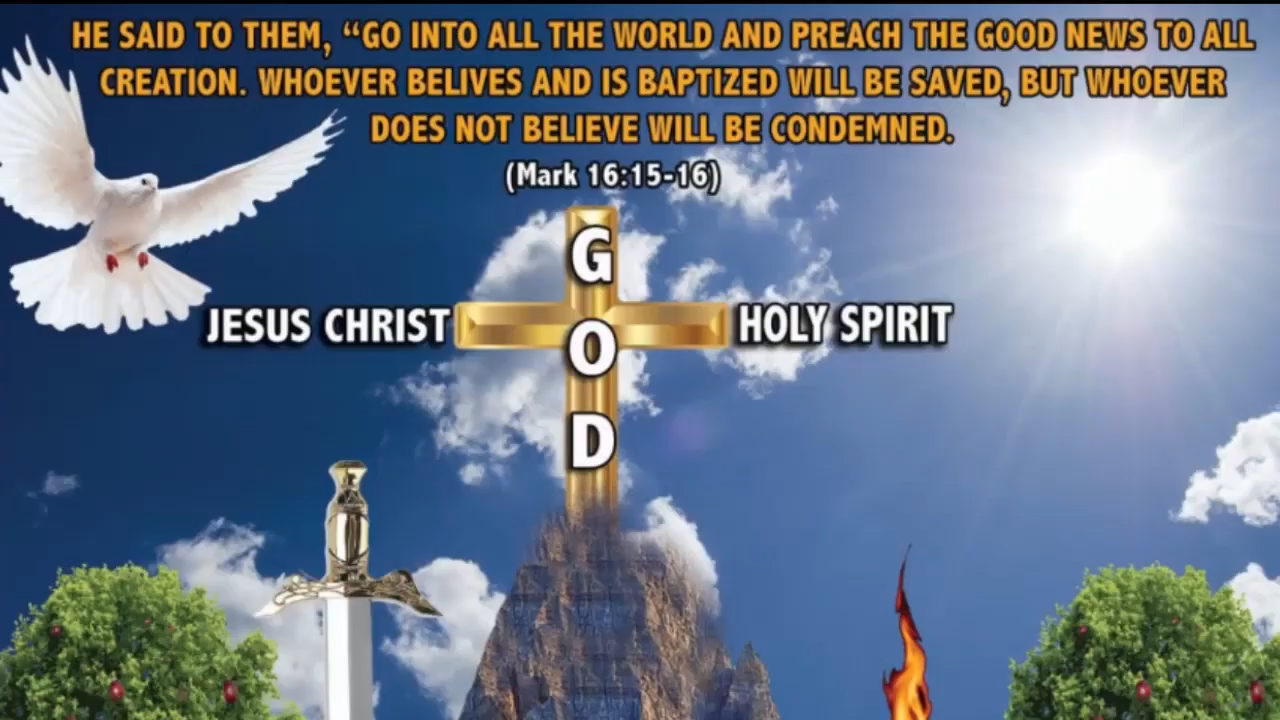 HE SAID TO THEM, “GO INTO ALL THE WORLD AND PREACH THE GOOD NEWS TO ALL
CREATION. WHOEVER BELIVES AND IS BAPTIZED WILL BE SAVED, BUT WHOEVER
DOES NOT BELIEVE WILL BE CONDEMNED.
(Mark 16:15-16)
GOD
JESUS CHRIST
HOLY SPIRIT